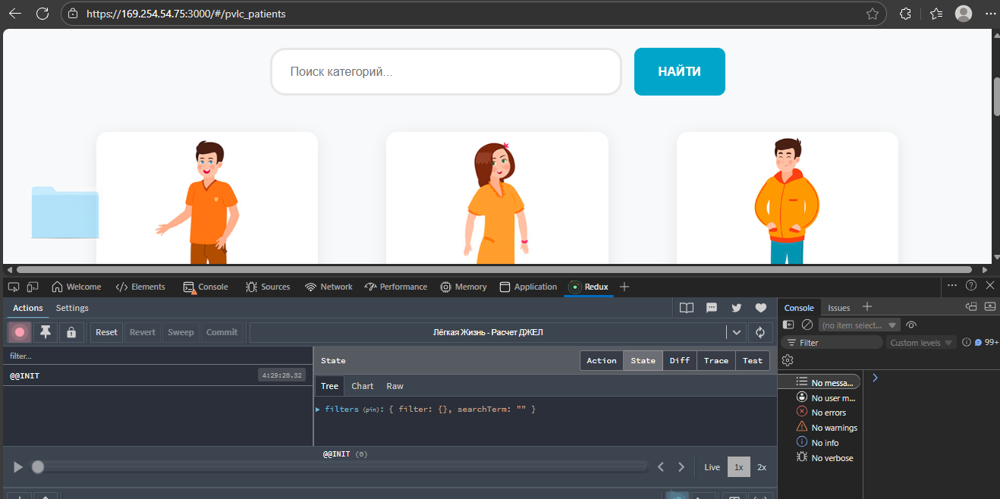 https://169.254.54.75:3000/#/pvlc_patients
Поиск категорий...
НАЙТИ
Welcome
Elements
Console
Sources
Network
Performance
Memory
Application
Redux
Actions
Settings
Reset
Revert
Sweep
Commit
Лёгкая Жизнь - Расчет ДЖЕЛ
filter...
@@INIT
4:29:20.32
State
Action
State
Diff
Trace
Test
Tree
Chart
Raw
filters (pin): { filter: {}, searchTerm: "" }
@@INIT (0)
Live
1x
2x
Console
Issues
(no item select...
Filter
Custom levels
99+
No messa...
No user m...
No errors
No warnings
No info
No verbose